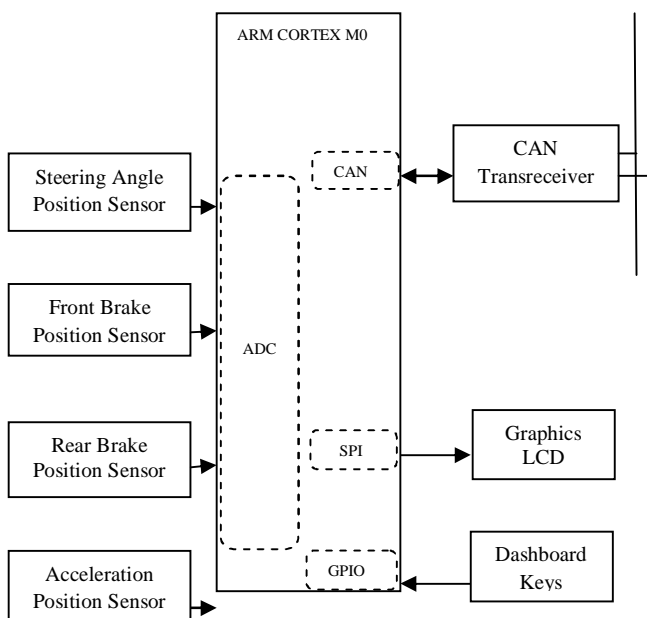 ARM CORTEX M0
Steering Angle
Position Sensor
Front Brake
Position Sensor
Rear Brake
Position Sensor
Acceleration
Position Sensor
ADC
CAN
SPI
GPIO
CAN
Transreceiver
Graphics
LCD
Dashboard
Keys